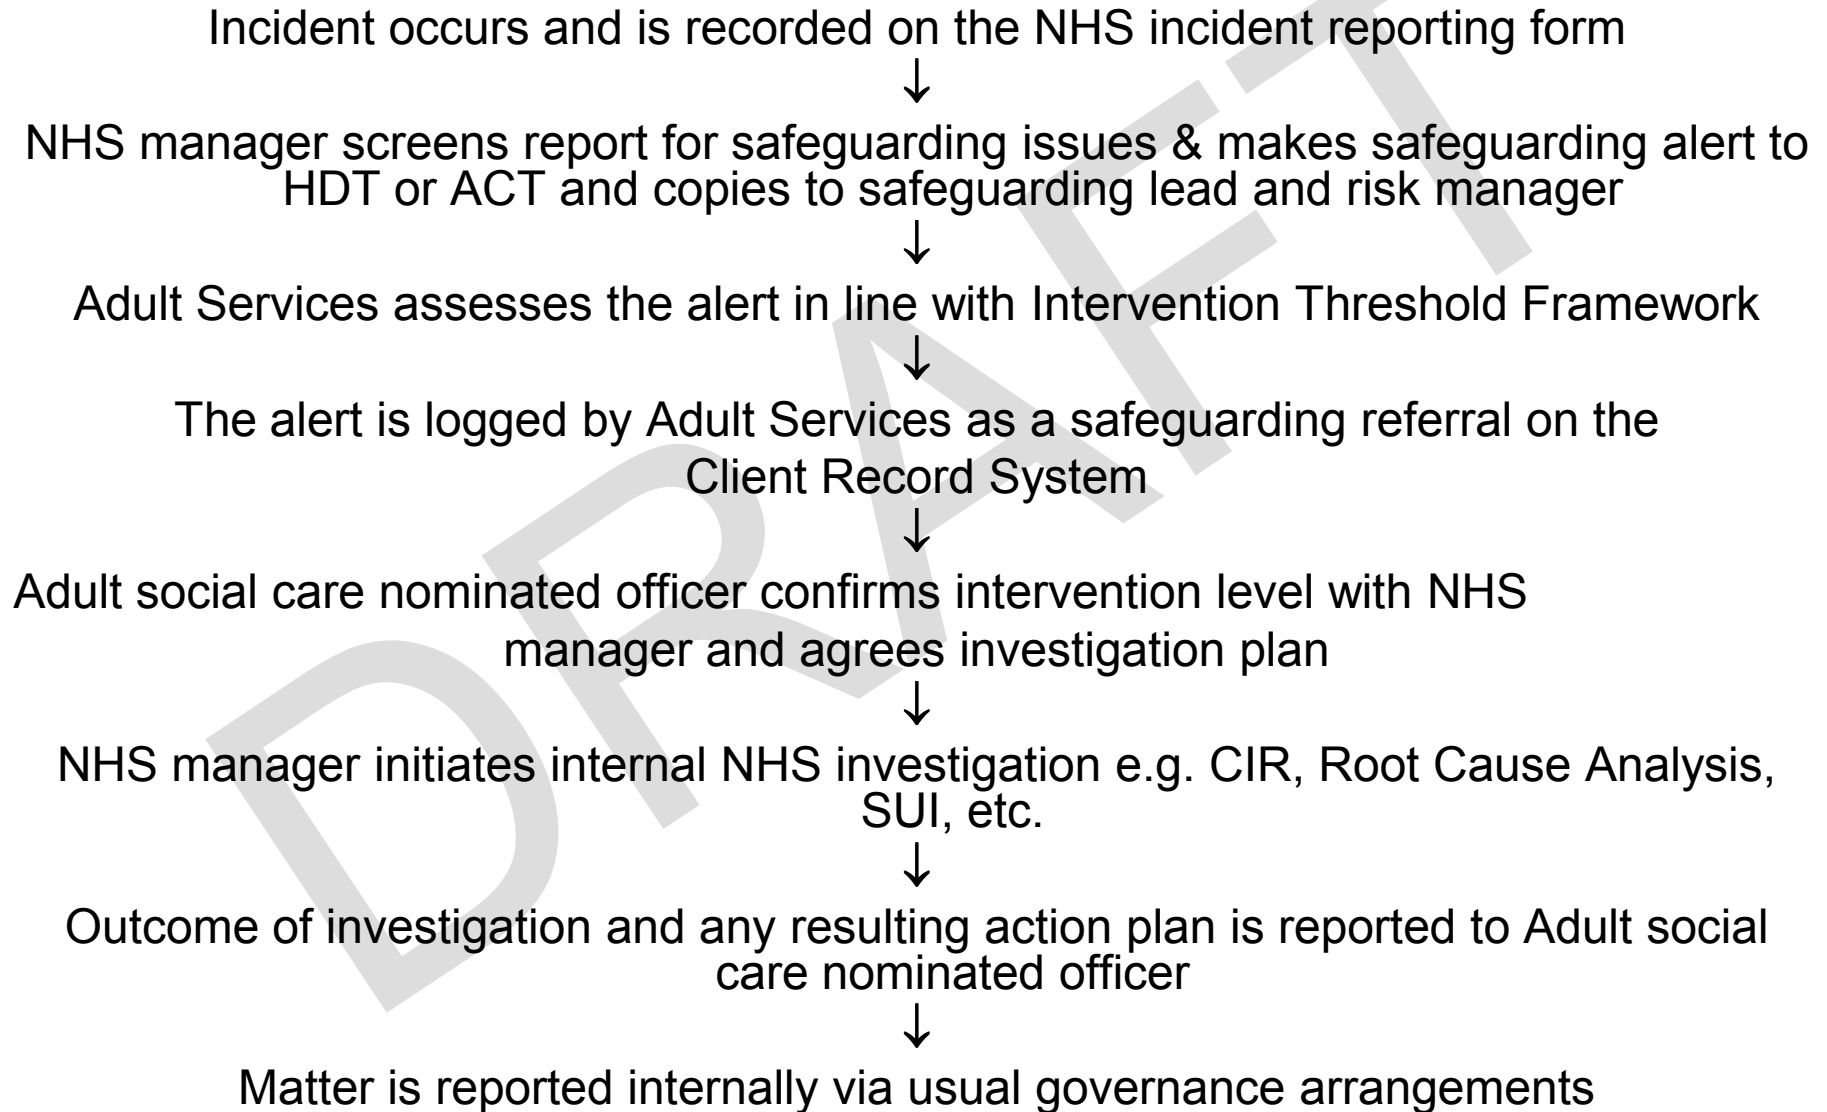 Incident occurs and is recorded on the NHS incident reporting form
↓
NHS manager screens report for safeguarding issues & makes safeguarding alert to
HDT or ACT and copies to safeguarding lead and risk manager
↓
Adult Services assesses the alert in line with Intervention Threshold Framework
↓
The alert is logged by Adult Services as a safeguarding referral on the
Client Record System
↓
Adult social care nominated officer confirms intervention level with NHS
manager and agrees investigation plan
↓
NHS manager initiates internal NHS investigation e.g. CIR, Root Cause Analysis,
SUI, etc.
↓
Outcome of investigation and any resulting action plan is reported to Adult social
care nominated officer
↓
Matter is reported internally via usual governance arrangements
DRAFT